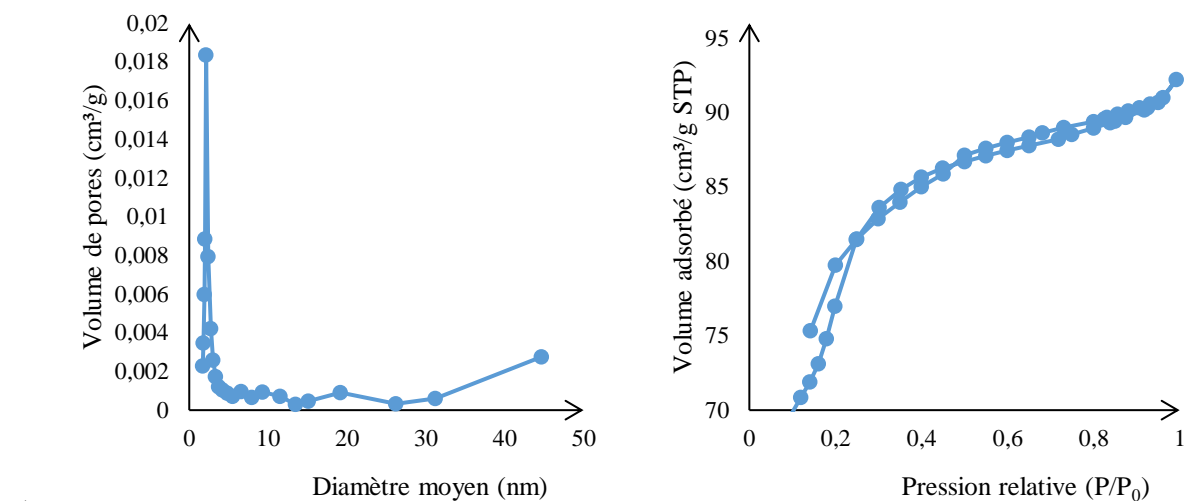 0,02
0,018
0,016
0,014
0,012
0,01
0,008
0,006
0,004
0,002
0
Volume de pores (cm³/g)
0 10 20 30 40 50
Diamètre moyen (nm)
95
90
85
80
75
70
Volume adsorbé (cm³/g STP)
0 0,2 0,4 0,6 0,8 1
Pression relative (P/P₀)